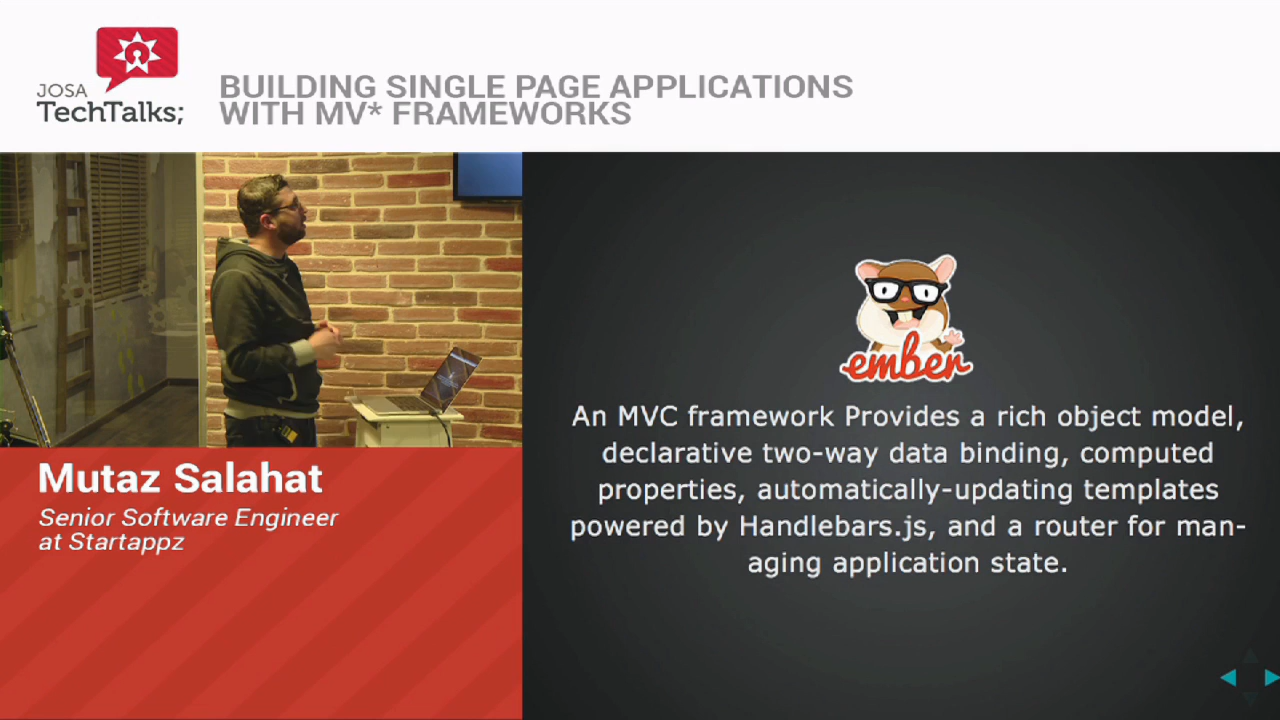 JOSA
TechTalks;
BUILDING SINGLE PAGE APPLICATIONS
WITH MV* FRAMEWORKS
Mutaz Salahat
Senior Software Engineer
at Startappz
ember
An MVC framework Provides a rich object model,
declarative two-way data binding, computed
properties, automatically-updating templates
powered by Handlebars.js, and a router for man-
aging application state.